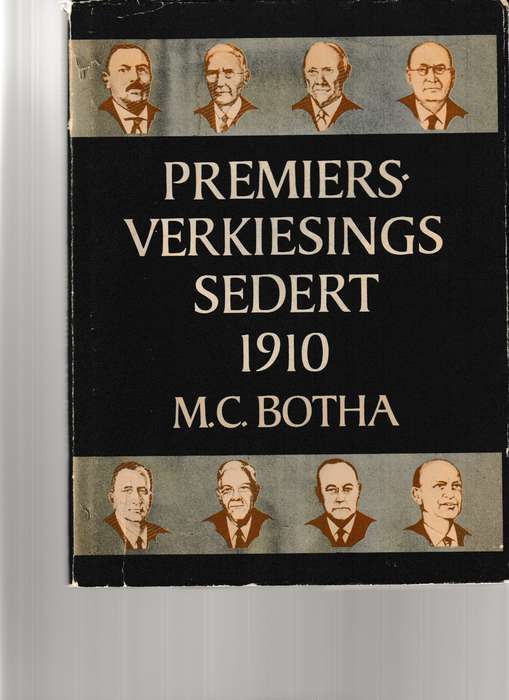 PREMIERS-
VERKIESINGS
SEDERT
1910
M.C. BOTHA